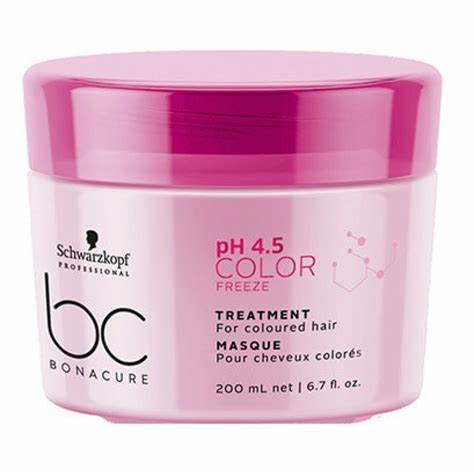 Schwarzkopf
PROFESSIONAL
bc
BONACURE
pH 4.5
COLOR
FREEZE
TREATMENT
For coloured hair
MASQUE
Pour cheveux colorés
200 mL net | 6.7 fl. oz.